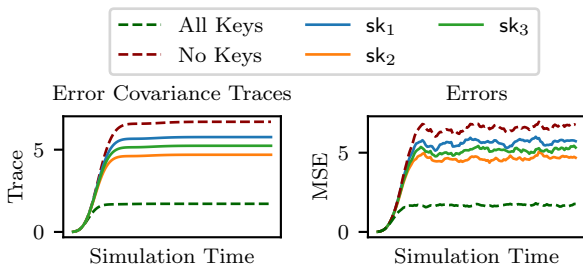 All Keys sk₁ sk₃
No Keys sk₂
Error Covariance Traces Errors
Trace 5 0 MSE 5 0
Simulation Time Simulation Time